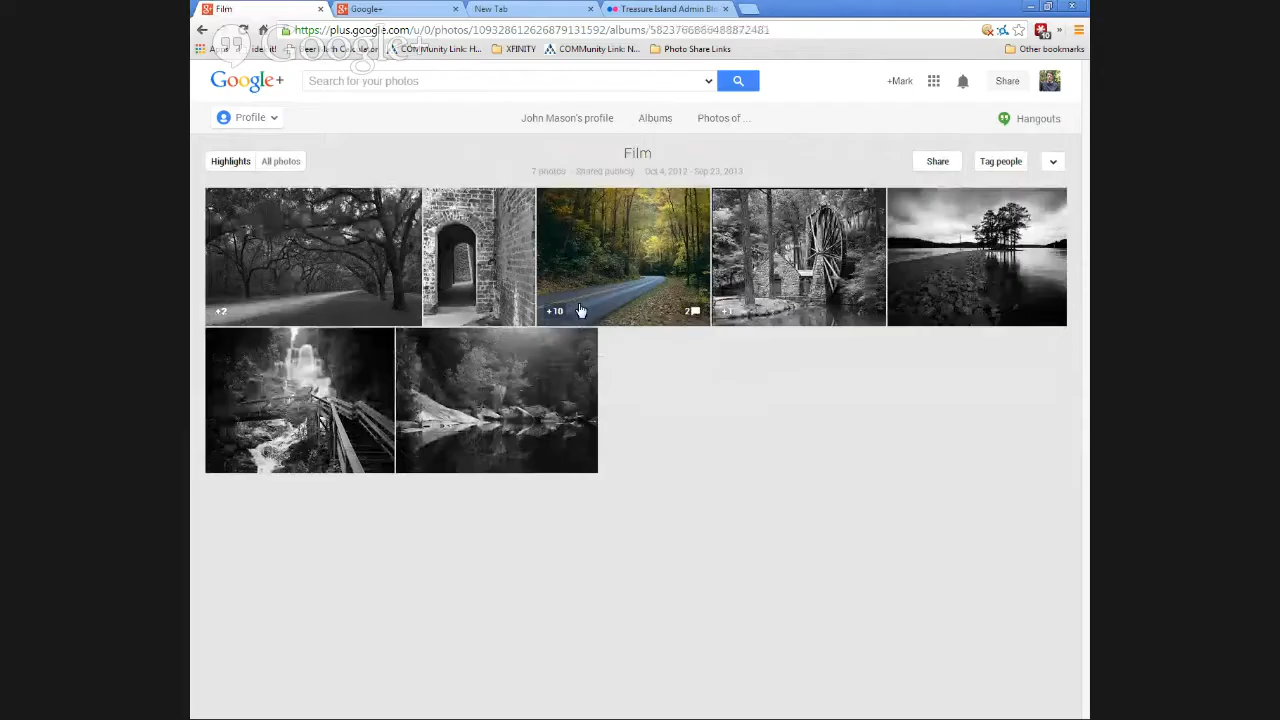 Film
Google+
New Tab
Treasure Island Admin Blo
https://plus.google.com/u/0/photos/109328612626879131592/albums/5823766864888872481
XFINITY
COMMunity Link: N...
Photo Share Links
Other bookmarks
Google+
Search for your photos
+Mark
Share
Profile
John Mason's profile
Albums
Photos of ...
Hangouts
Highlights
All photos
Film
7 photos - Shared publicly - Oct 4, 2012 - Sep 23, 2013
Share
Tag people
+2
+10
2
+1